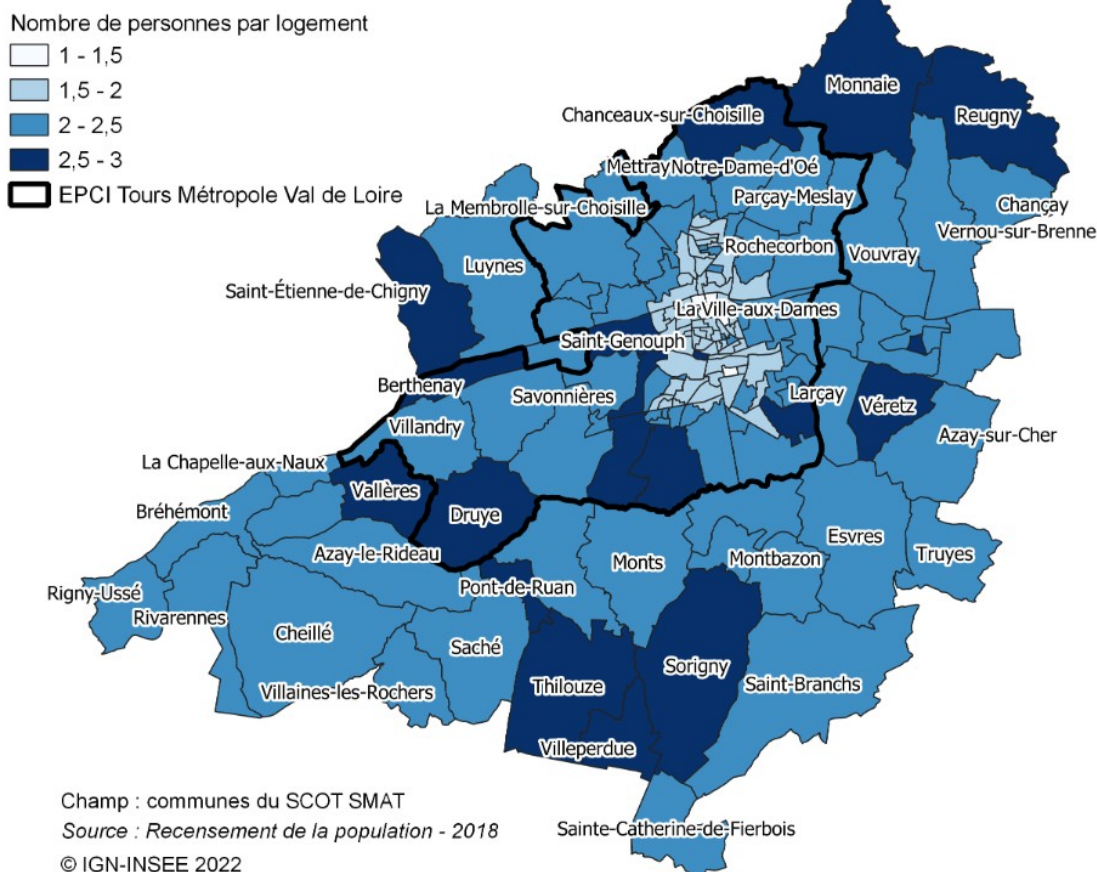 Nombre de personnes par logement
1 - 1,5
1,5 - 2
2 - 2,5
2,5 - 3
EPCI Tours Métropole Val de Loire
Monnaie
Reugny
Chanceaux-sur-Choisille
Mettray
Notre-Dame-d'Oé
Parçay-Meslay
La Membrolle-sur-Choisille
Chançay
Vernou-sur-Brenne
Rochecorbon
Vouvray
Luynes
Saint-Étienne-de-Chigny
La Ville-aux-Dames
Saint-Genouph
Berthenay
Savonnières
Larçay
Véretz
Villandry
Azay-sur-Cher
La Chapelle-aux-Naux
Vallères
Bréhémont
Druye
Azay-le-Rideau
Esvres
Monts
Montbazon
Truyes
Pont-de-Ruan
Rigny-Ussé
Rivarennes
Cheillé
Saché
Sorigny
Thilouze
Saint-Branchs
Villaines-les-Rochers
Villeperdue
Sainte-Catherine-de-Fierbois
Champ : communes du SCOT SMAT
Source : Recensement de la population - 2018
© IGN-INSEE 2022